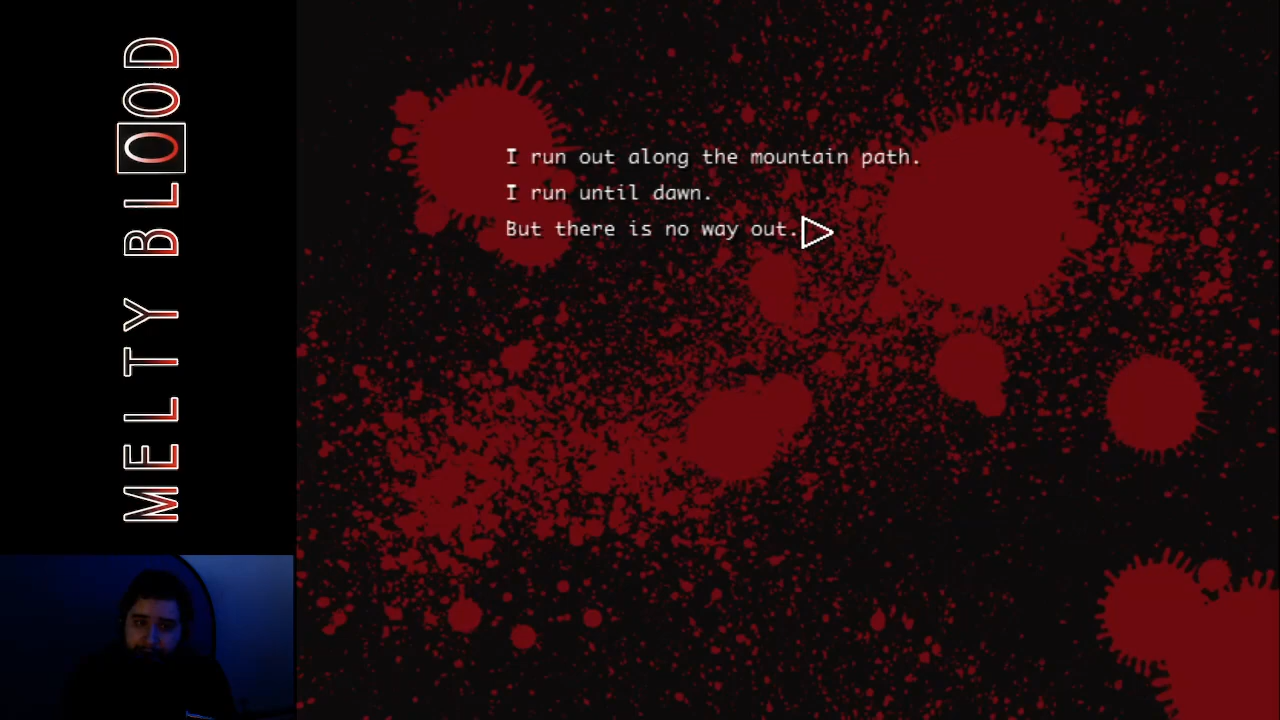 MELTY BLOOD
I run out along the mountain path.
I run until dawn.
But there is no way out.